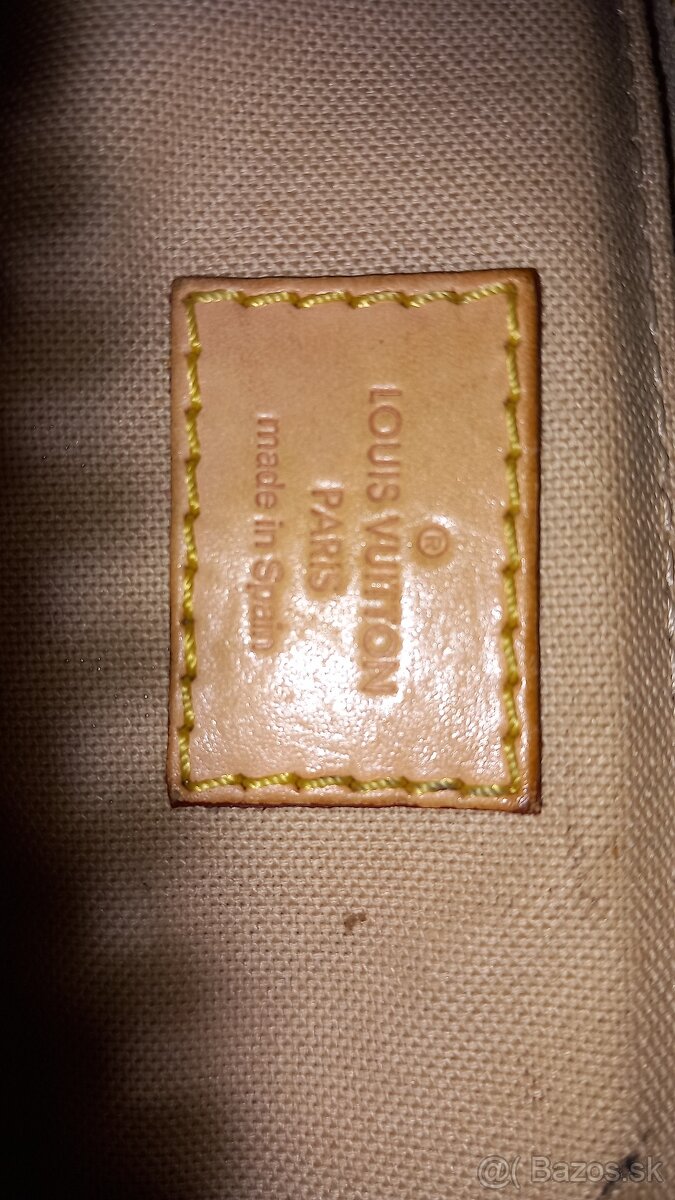 ®
LOUIS VUITTON
PARIS
made in Spain
@( Bazos.sk